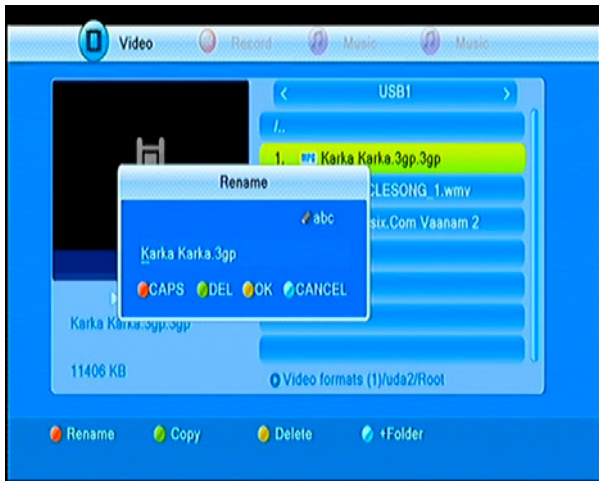 Video Record Music Music
USB1
/..
1. MPG Karka Karka.3gp.3gp
CLESONG_1.wmv
six.Com Vaanam 2
Rename
abc
Karka Karka.3gp
CAPS DEL OK CANCEL
Karka Karka.3gp.3gp
11406 KB
Video formats (1)/uda2/Root
Rename Copy Delete +Folder